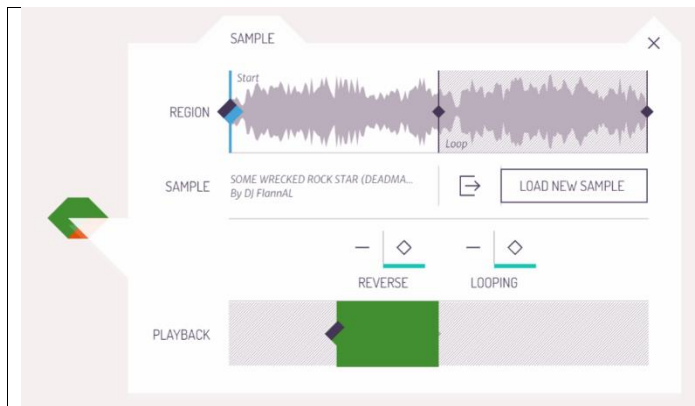 SAMPLE
Start
REGION
Loop
SAMPLE
SOME WRECKED ROCK STAR (DEADMA...
By DJ FlannAL
LOAD NEW SAMPLE
REVERSE
LOOPING
PLAYBACK